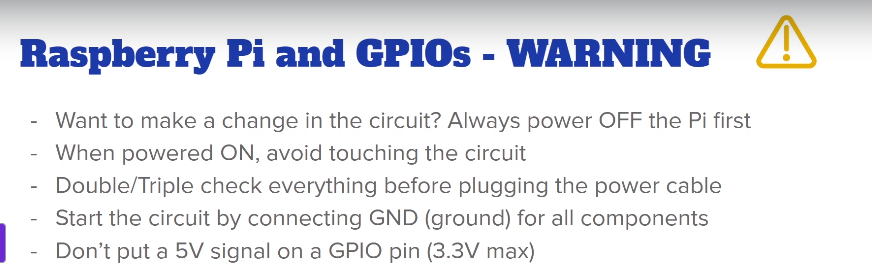 Raspberry Pi and GPIOs - WARNING
- Want to make a change in the circuit? Always power OFF the Pi first
- When powered ON, avoid touching the circuit
- Double/Triple check everything before plugging the power cable
- Start the circuit by connecting GND (ground) for all components
- Don’t put a 5V signal on a GPIO pin (3.3V max)